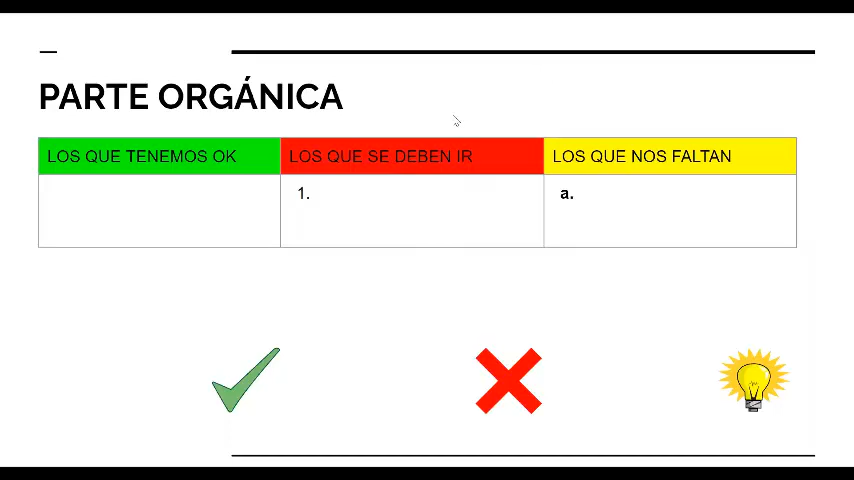 PARTE ORGÁNICA
LOS QUE TENEMOS OK
LOS QUE SE DEBEN IR
LOS QUE NOS FALTAN
1.
a.